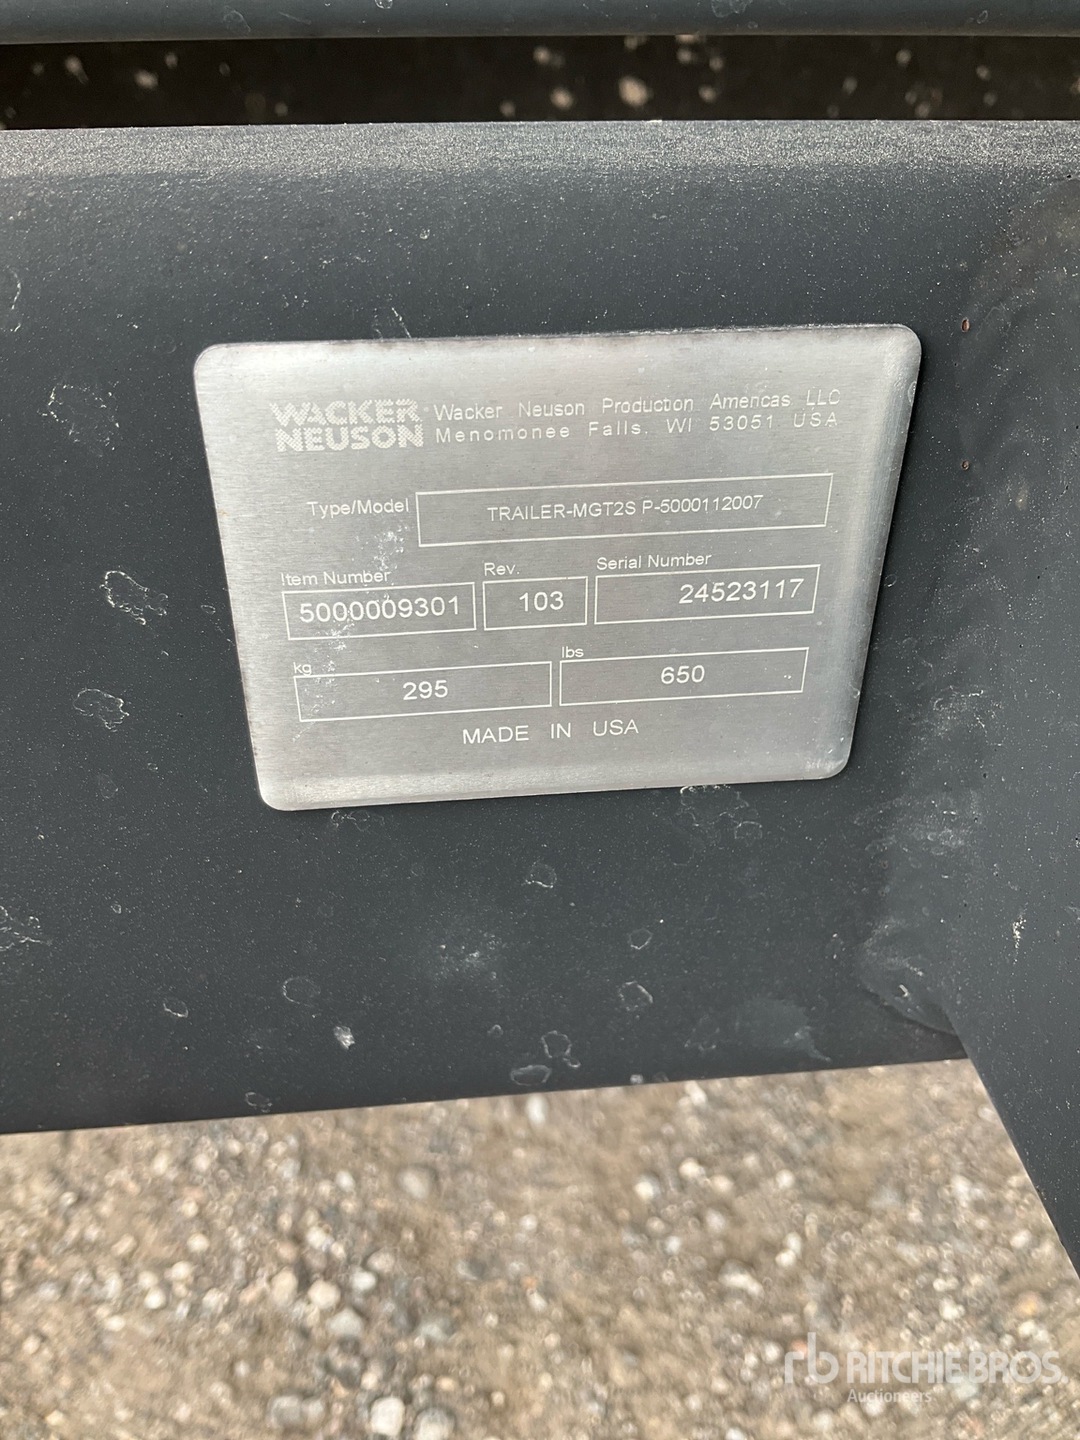 WACKER NEUSON
Wacker Neuson Production Americas LLC
Menomonee Falls, WI 53051 USA
Type/Model
TRAILER-MGT2S P-5000112007
Item Number
5000009301
Rev.
103
Serial Number
24523117
kg
295
lbs
650
MADE IN USA
rb RITCHIE BROS.
Auctioneers